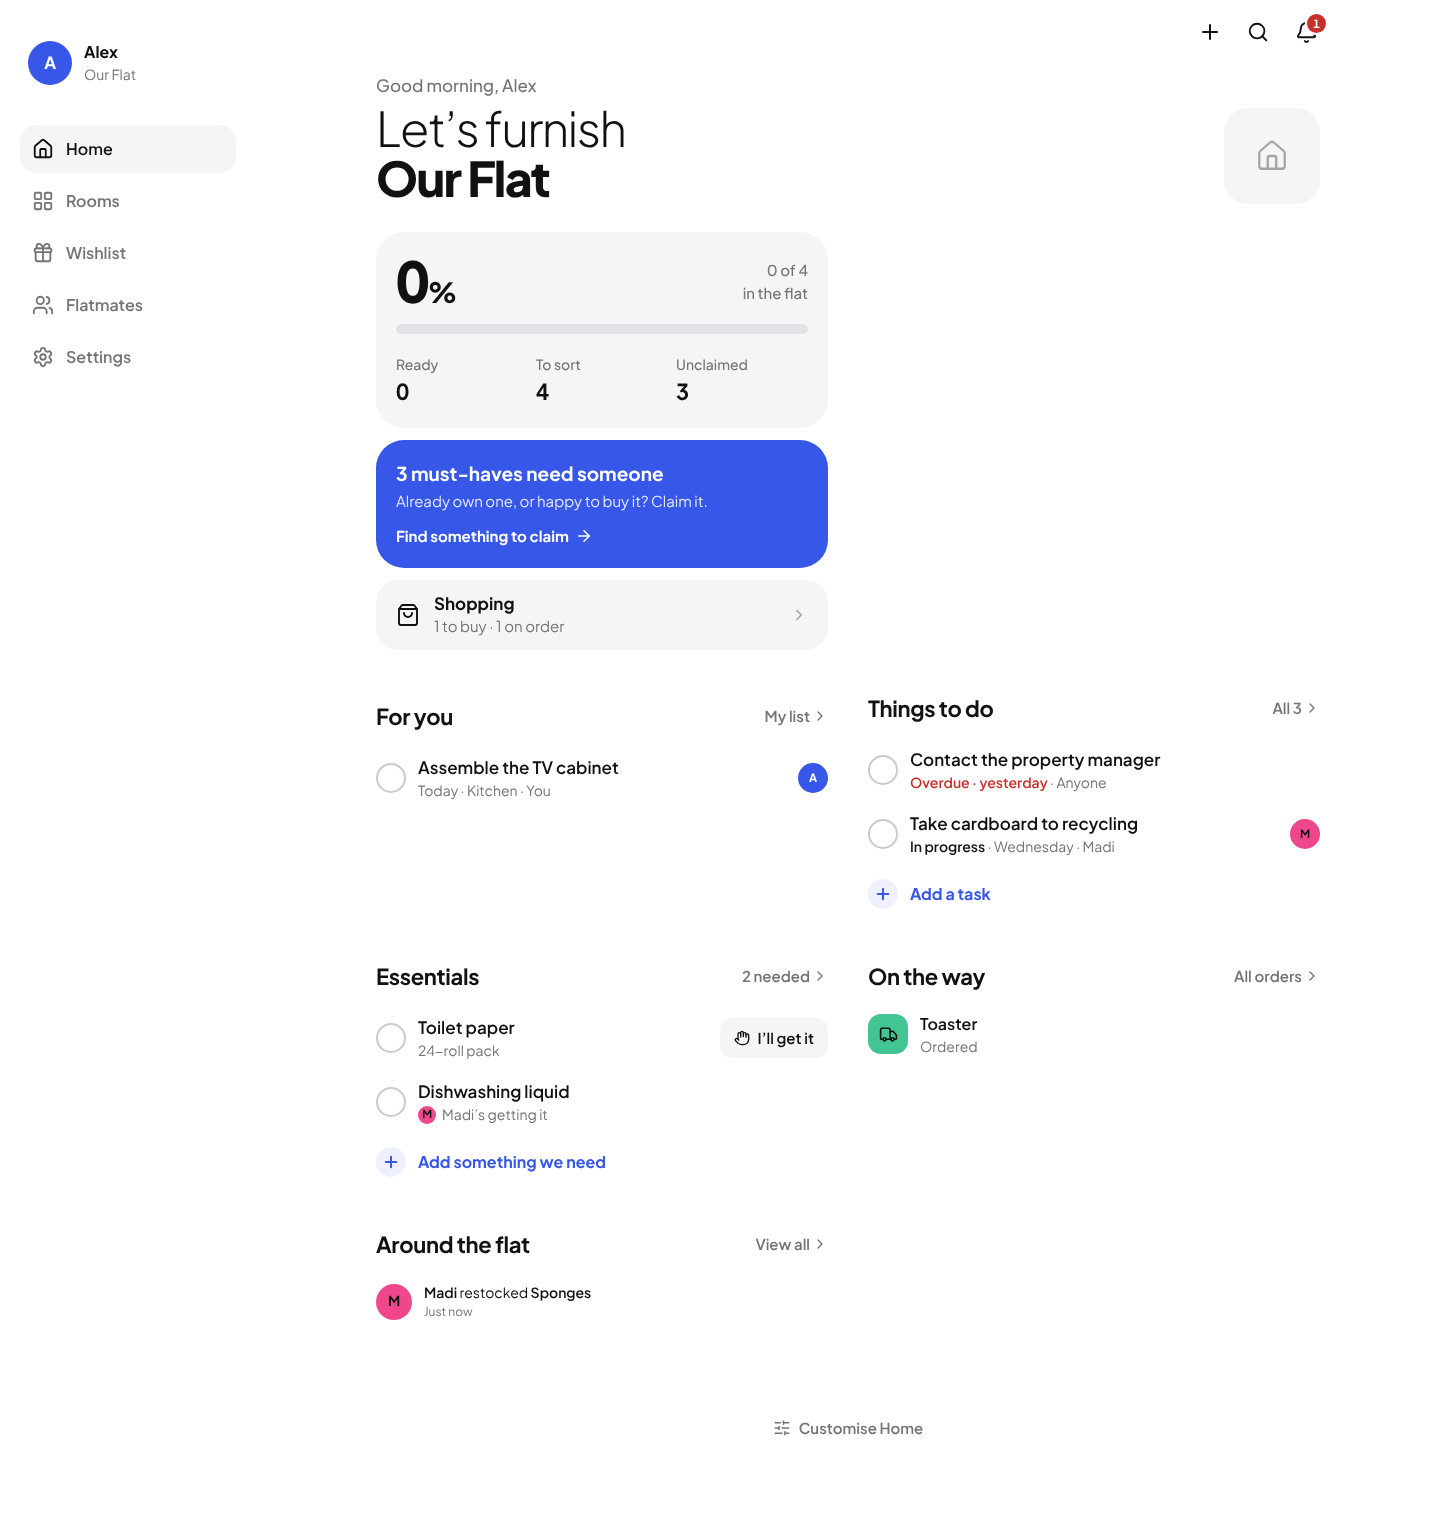 A
Alex
Our Flat
Home
Rooms
Wishlist
Flatmates
Settings
1
Good morning, Alex
Let’s furnish
Our Flat
0%
0 of 4
in the flat
Ready
0
To sort
4
Unclaimed
3
3 must-haves need someone
Already own one, or happy to buy it? Claim it.
Find something to claim
Shopping
1 to buy · 1 on order
For you
My list
Assemble the TV cabinet
Today · Kitchen · You
A
Things to do
All 3
Contact the property manager
Overdue · yesterday · Anyone
Take cardboard to recycling
In progress · Wednesday · Madi
M
Add a task
Essentials
2 needed
Toilet paper
24-roll pack
I’ll get it
Dishwashing liquid
M Madi’s getting it
Add something we need
On the way
All orders
Toaster
Ordered
Around the flat
View all
M
Madi restocked Sponges
Just now
Customise Home